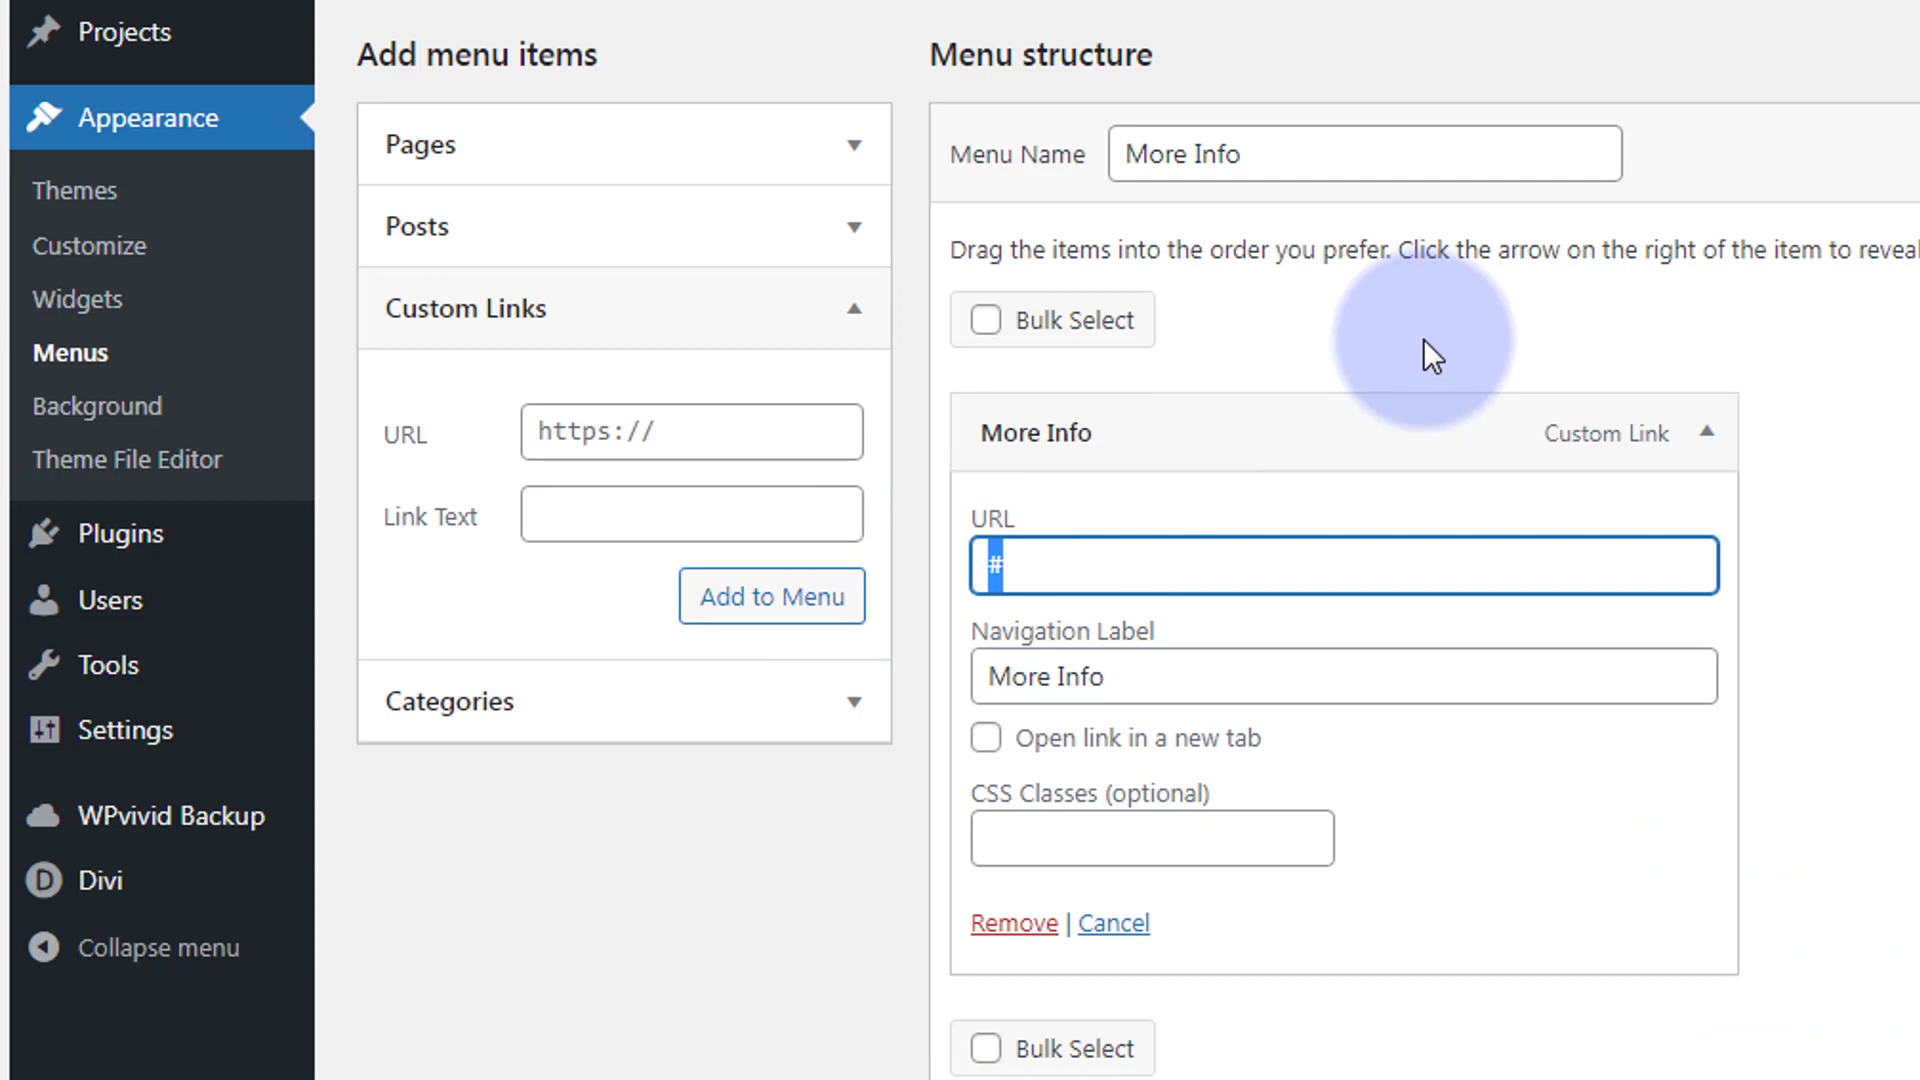 Projects
Appearance
Themes
Customize
Widgets
Menus
Background
Theme File Editor
Plugins
Users
Tools
Settings
WPvivid Backup
D Divi
Collapse menu
Add menu items
Pages
Posts
Custom Links
URL https://
Link Text
Add to Menu
Categories
Menu structure
Menu Name More Info
Drag the items into the order you prefer. Click the arrow on the right of the item to reveal
Bulk Select
More Info Custom Link
URL
#
Navigation Label
More Info
Open link in a new tab
CSS Classes (optional)
Remove | Cancel
Bulk Select